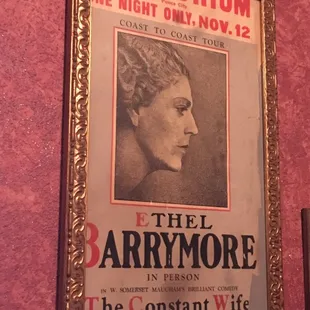 NE NIGHT ONLY, NOV. 12
COAST TO COAST TOUR
ETHEL
BARRYMORE
IN PERSON
IN W. SOMERSET MAUGHAM'S BRILLIANT COMEDY
The Constant Wife